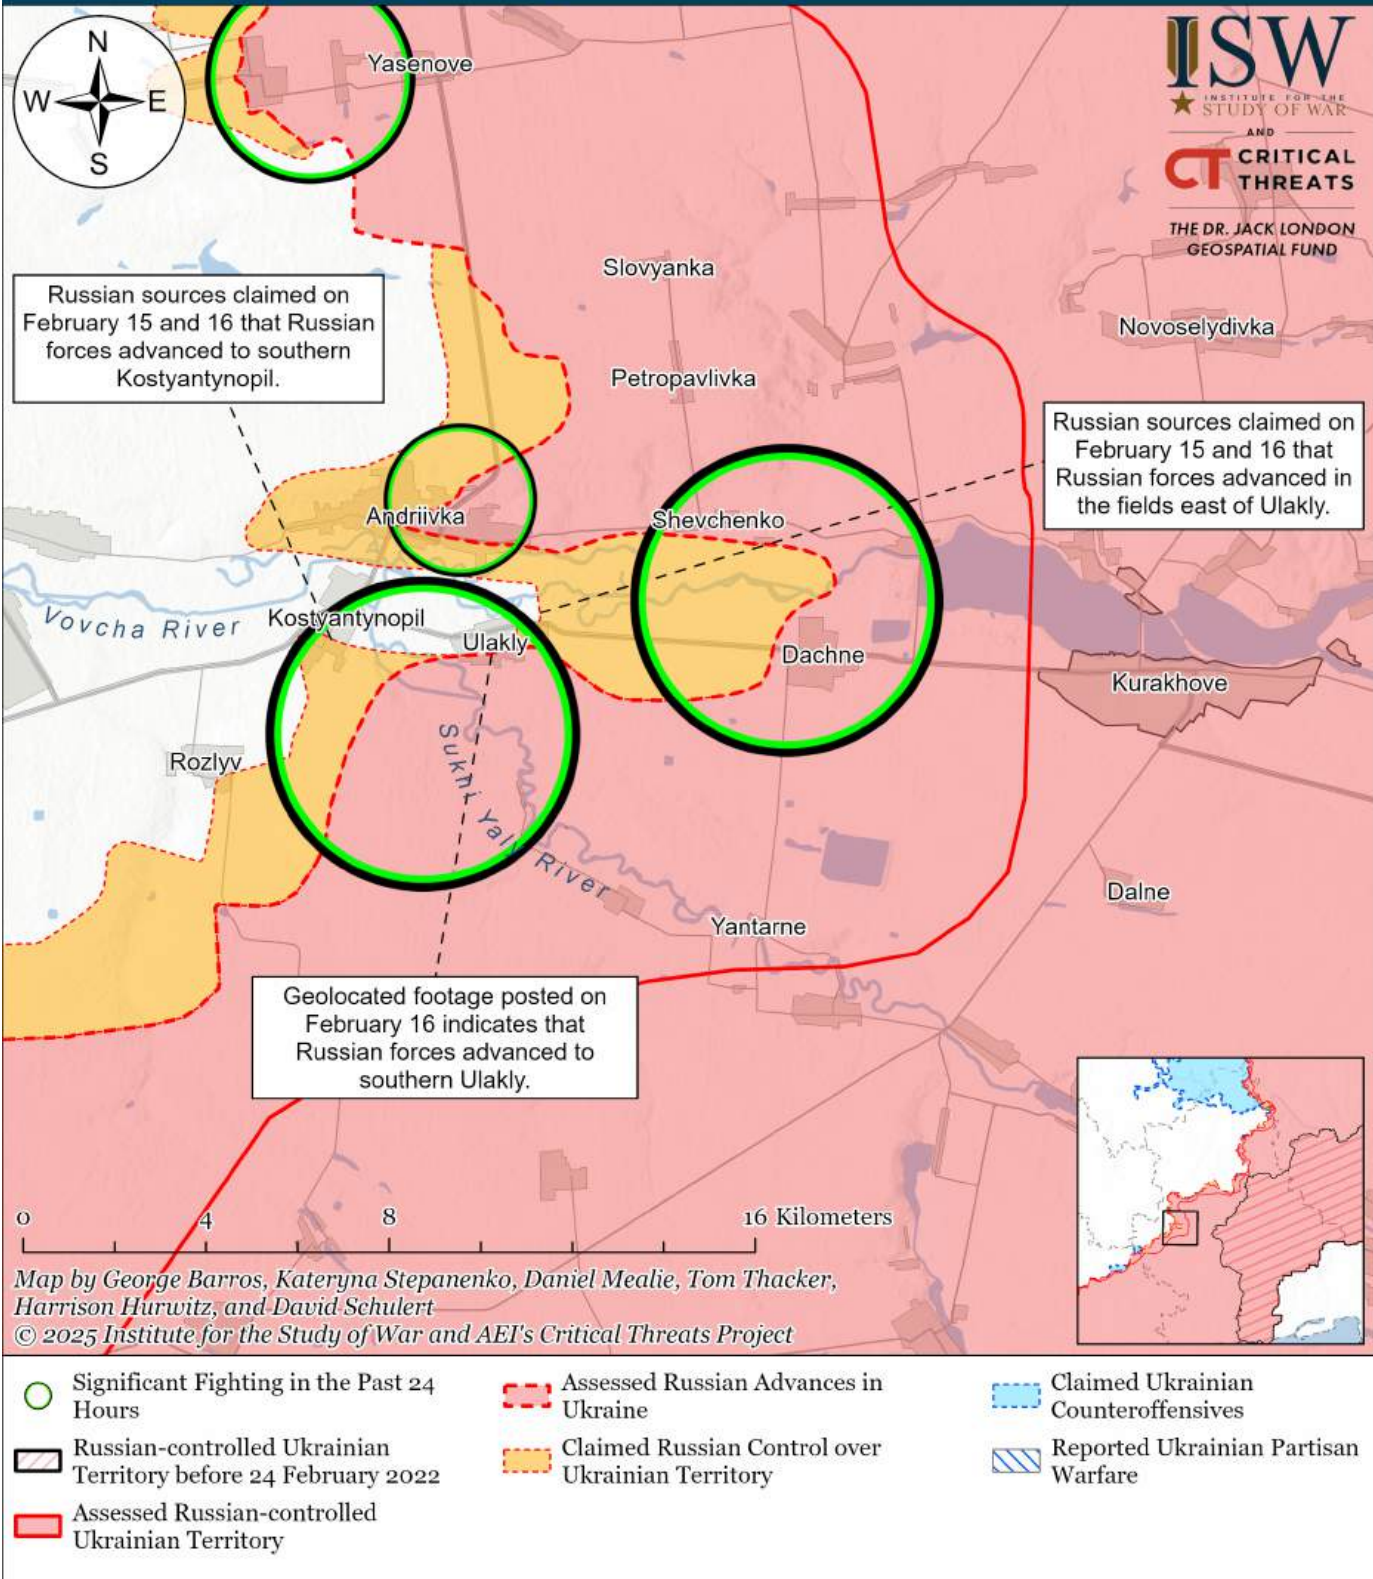 N
W
E
S
ISW
INSTITUTE FOR THE
STUDY OF WAR
AND
CT CRITICAL
THREATS
THE DR. JACK LONDON
GEOSPATIAL FUND
Yasenove
Slovyanka
Russian sources claimed on
February 15 and 16 that Russian
forces advanced to southern
Kostyantynopil.
Novoselydivka
Petropavlivka
Russian sources claimed on
February 15 and 16 that
Russian forces advanced in
the fields east of Ulakly.
Andriivka
Shevchenko
Vovcha River
Kostyantynopil
Ulakly
Dachne
Kurakhove
Rozlyv
Sukhi Yaly River
Dalne
Yantarne
Geolocated footage posted on
February 16 indicates that
Russian forces advanced to
southern Ulakly.
0 4 8 16 Kilometers
Map by George Barros, Kateryna Stepanenko, Daniel Mealie, Tom Thacker,
Harrison Hurwitz, and David Schulert
© 2025 Institute for the Study of War and AEI's Critical Threats Project
Significant Fighting in the Past 24
Hours
Russian-controlled Ukrainian
Territory before 24 February 2022
Assessed Russian-controlled
Ukrainian Territory
Assessed Russian Advances in
Ukraine
Claimed Russian Control over
Ukrainian Territory
Claimed Ukrainian
Counteroffensives
Reported Ukrainian Partisan
Warfare